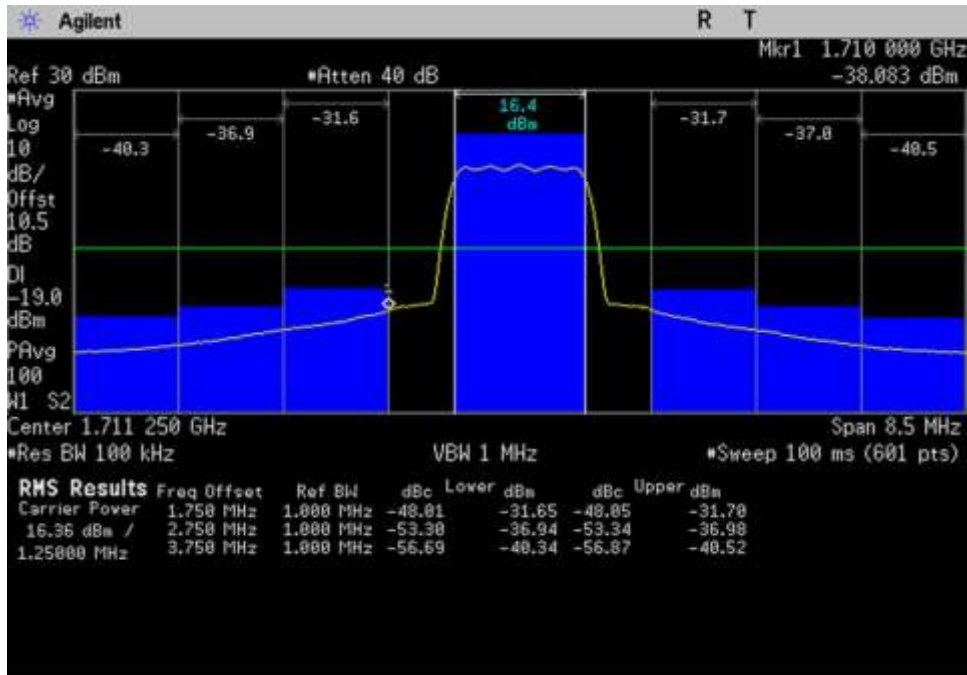 Agilent R T
Mkr1 1.710 000 GHz
Ref 30 dBm #Atten 40 dB -38.083 dBm
#Avg
Log
10
dB/
Offst
10.5
dB
DI
-19.0
dBm
PAvg
100
W1 S2
16.4
dBm
-40.3 -36.9 -31.6 -31.7 -37.0 -40.5
1
Center 1.711 250 GHz Span 8.5 MHz
#Res BW 100 kHz VBW 1 MHz #Sweep 100 ms (601 pts)
RMS Results Freq Offset Ref BW dBc Lower dBm dBc Upper dBm
Carrier Power 1.750 MHz 1.000 MHz -48.01 -31.65 -48.05 -31.70
16.36 dBm / 2.750 MHz 1.000 MHz -53.30 -36.94 -53.34 -36.98
1.25000 MHz 3.750 MHz 1.000 MHz -56.69 -40.34 -56.87 -40.52